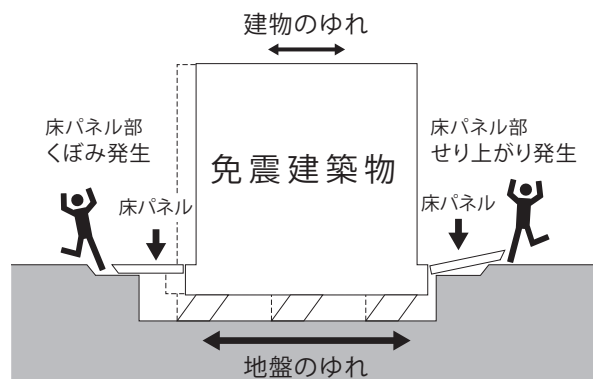 建物のゆれ
床パネル部
くぼみ発生
床パネル部
せり上がり発生
免震建築物
床パネル
床パネル
地盤のゆれ